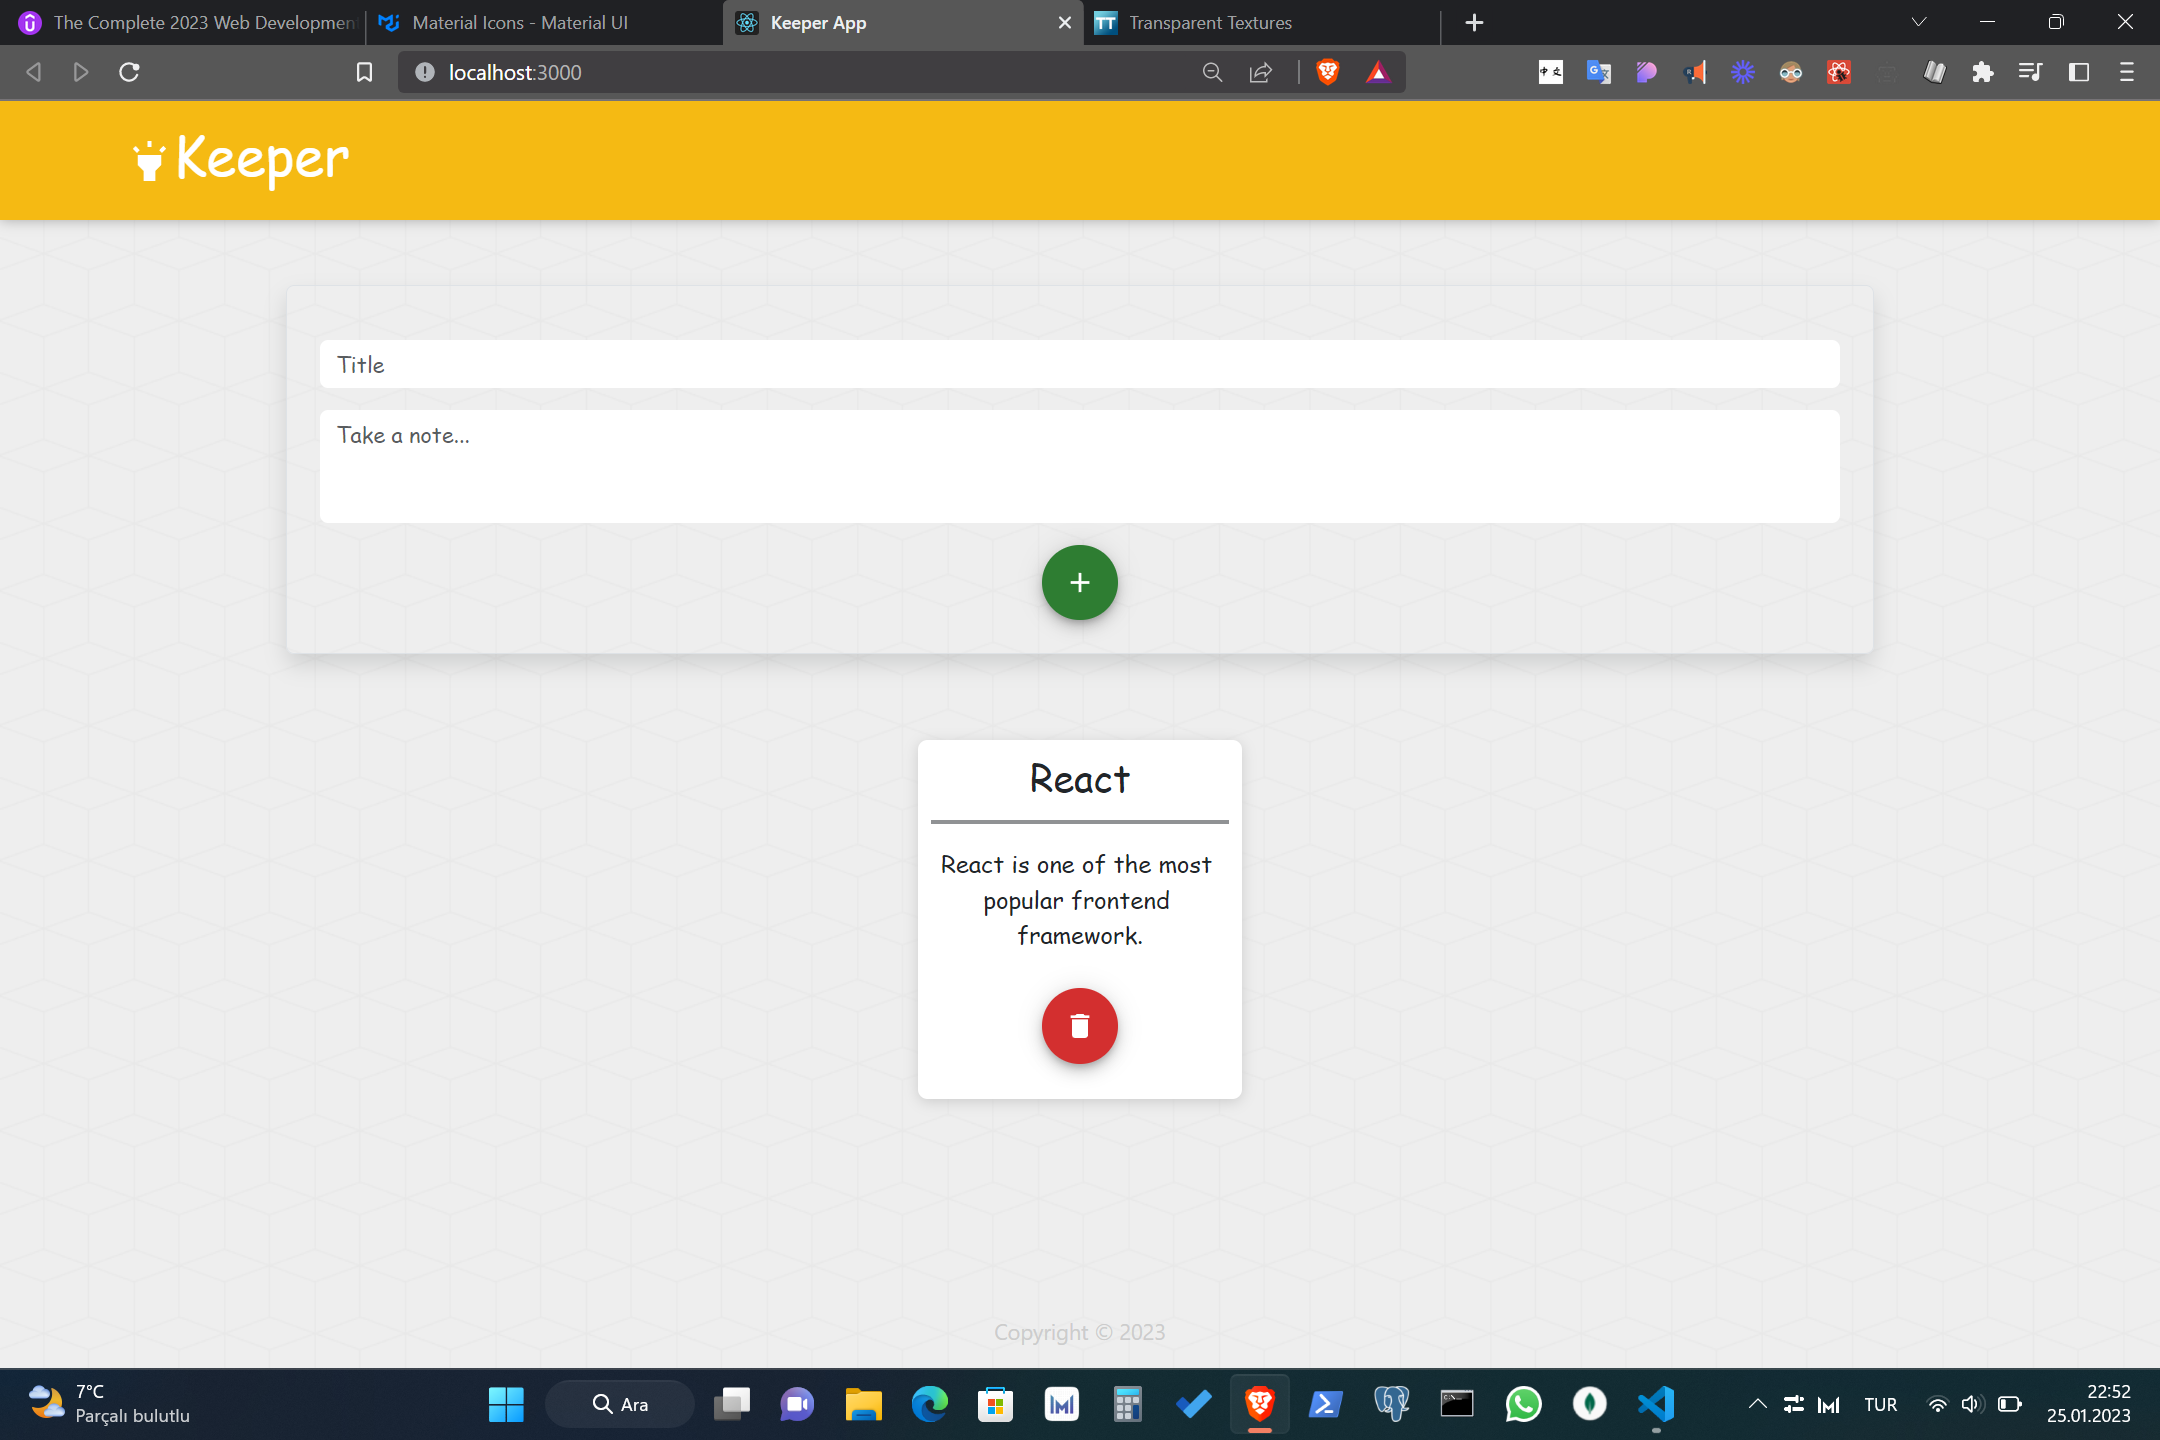 The Complete 2023 Web Developmen
Material Icons - Material UI
Keeper App
Transparent Textures
localhost:3000
Keeper
Title
Take a note...
React
React is one of the most
popular frontend
framework.
Copyright © 2023
7°C
Parçalı bulutlu
Ara
TUR
22:52
25.01.2023